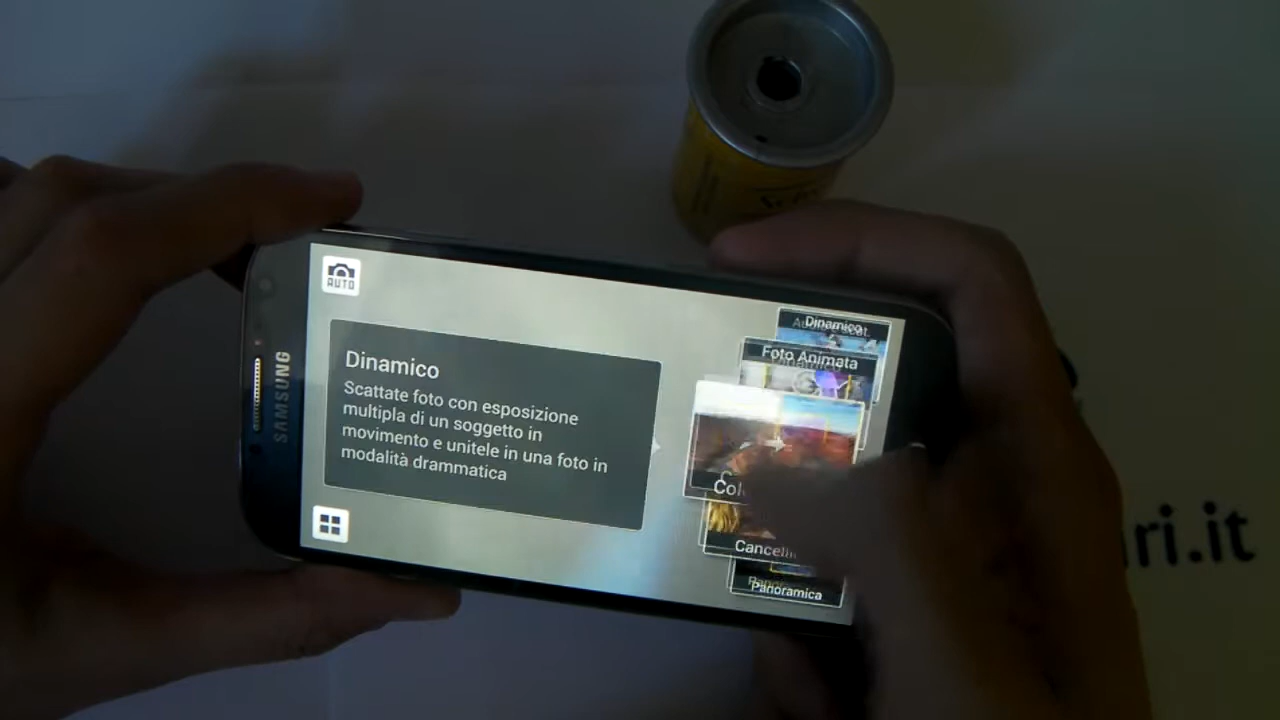 AUTO
SAMSUNG
Dinamico
Scattate foto con esposizione
multipla di un soggetto in
movimento e unitele in una foto in
modalità drammatica
Dinamico
Foto Animata
Panoramica
ri.it